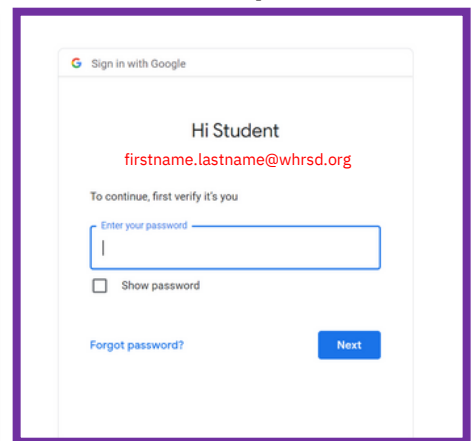 Sign in with Google
Hi Student
firstname.lastname@whrsd.org
To continue, first verify it's you
Enter your password
Show password
Forgot password? Next